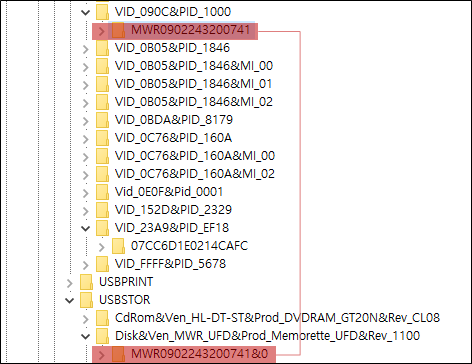 VID_090C&PID_1000
MWR0902243200741
VID_0B05&PID_1846
VID_0B05&PID_1846&MI_00
VID_0B05&PID_1846&MI_01
VID_0B05&PID_1846&MI_02
VID_0BDA&PID_8179
VID_0C76&PID_160A
VID_0C76&PID_160A&MI_00
VID_0C76&PID_160A&MI_02
Vid_0E0F&Pid_0001
VID_152D&PID_2329
VID_23A9&PID_EF18
07CC6D1E0214CAFC
VID_FFFF&PID_5678
USBPRINT
USBSTOR
CdRom&Ven_HL-DT-ST&Prod_DVDRAM_GT20N&Rev_CL08
Disk&Ven_MWR_UFD&Prod_Memorette_UFD&Rev_1100
MWR0902243200741&0